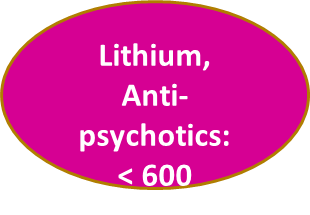 Lithium,
Anti-
psychotics:
< 600